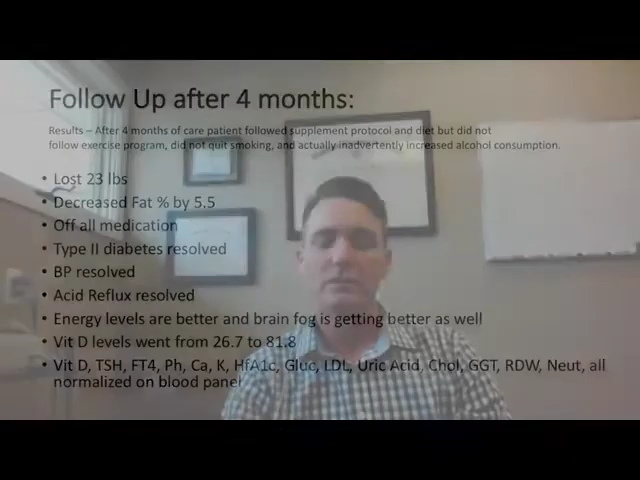 Follow Up after 4 months:
Results – After 4 months of care patient followed supplement protocol and diet but did not
follow exercise program, did not quit smoking, and actually inadvertently increased alcohol consumption.
• Lost 23 lbs
• Decreased Fat % by 5.5
• Off all medication
• Type II diabetes resolved
• BP resolved
• Acid Reflux resolved
• Energy levels are better and brain fog is getting better as well
• Vit D levels went from 26.7 to 81.8
• Vit D, TSH, FT4, Ph, Ca, K, HfA1c, Gluc, LDL, Uric Acid, Chol, GGT, RDW, Neut, all
normalized on blood panel